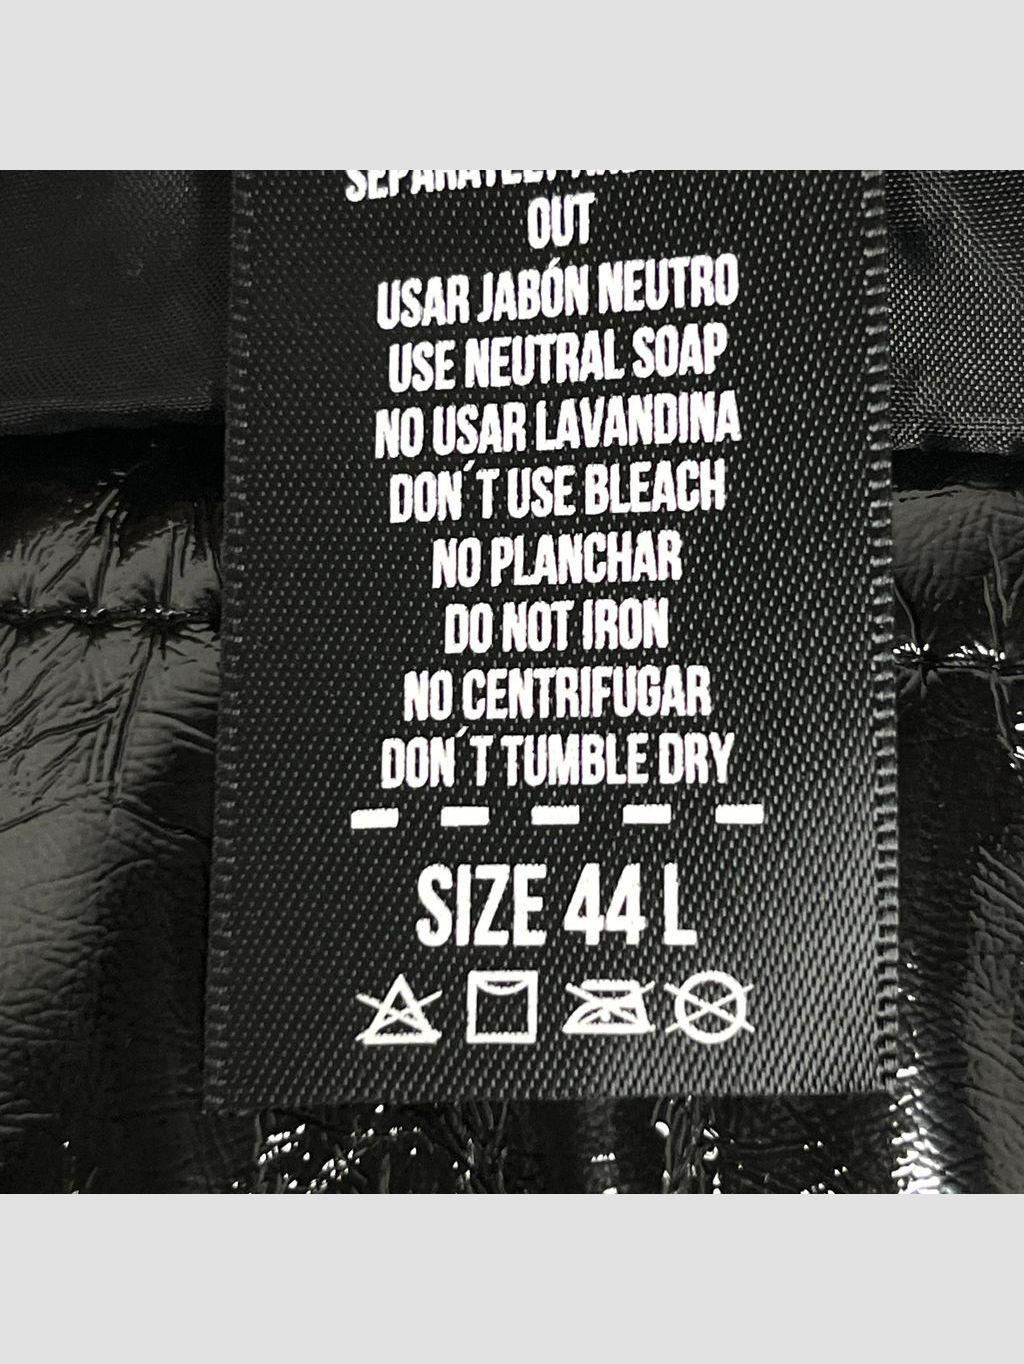 SEPARATELY
OUT
USAR JABÓN NEUTRO
USE NEUTRAL SOAP
NO USAR LAVANDINA
DON´T USE BLEACH
NO PLANCHAR
DO NOT IRON
NO CENTRIFUGAR
DON´T TUMBLE DRY
SIZE 44 L